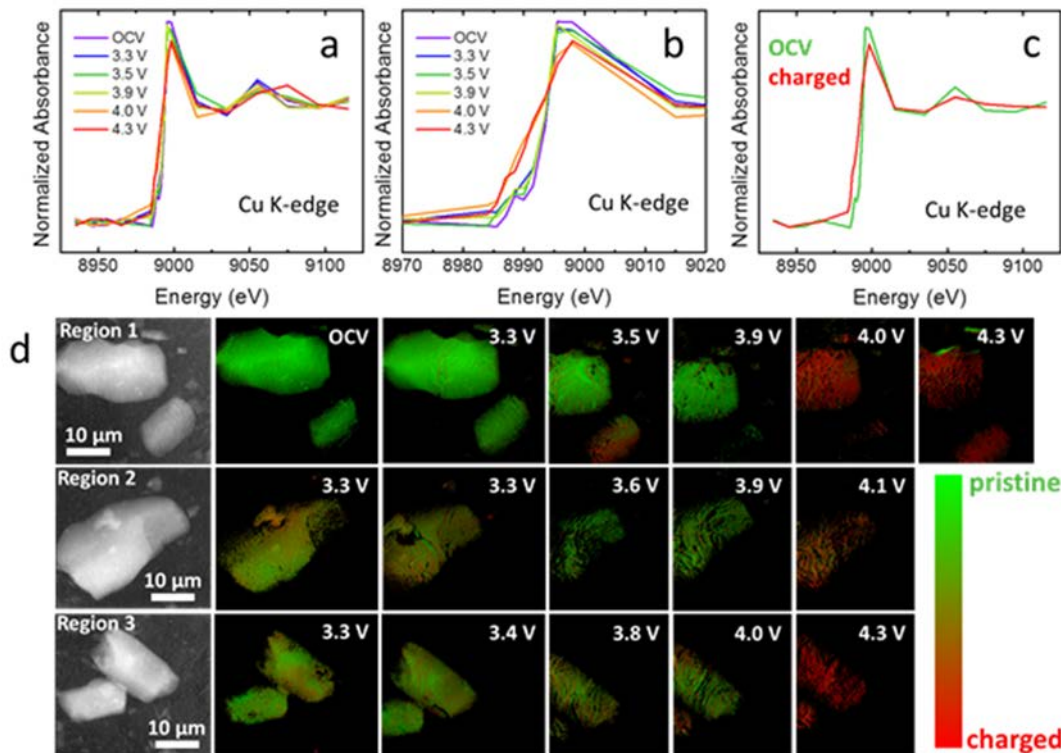 a
OCV
3.3 V
3.5 V
3.9 V
4.0 V
4.3 V
Cu K-edge
Normalized Absorbance
8950 9000 9050 9100
Energy (eV)
b
OCV
3.3 V
3.5 V
3.9 V
4.0 V
4.3 V
Cu K-edge
Normalized Absorbance
8970 8980 8990 9000 9010 9020
Energy (eV)
c
OCV
charged
Cu K-edge
Normalized Absorbance
8950 9000 9050 9100
Energy (eV)
d
Region 1 OCV 3.3 V 3.5 V 3.9 V 4.0 V 4.3 V
10 µm
Region 2 3.3 V 3.3 V 3.6 V 3.9 V 4.1 V
10 µm
Region 3 3.3 V 3.4 V 3.8 V 4.0 V 4.3 V
10 µm
pristine
charged